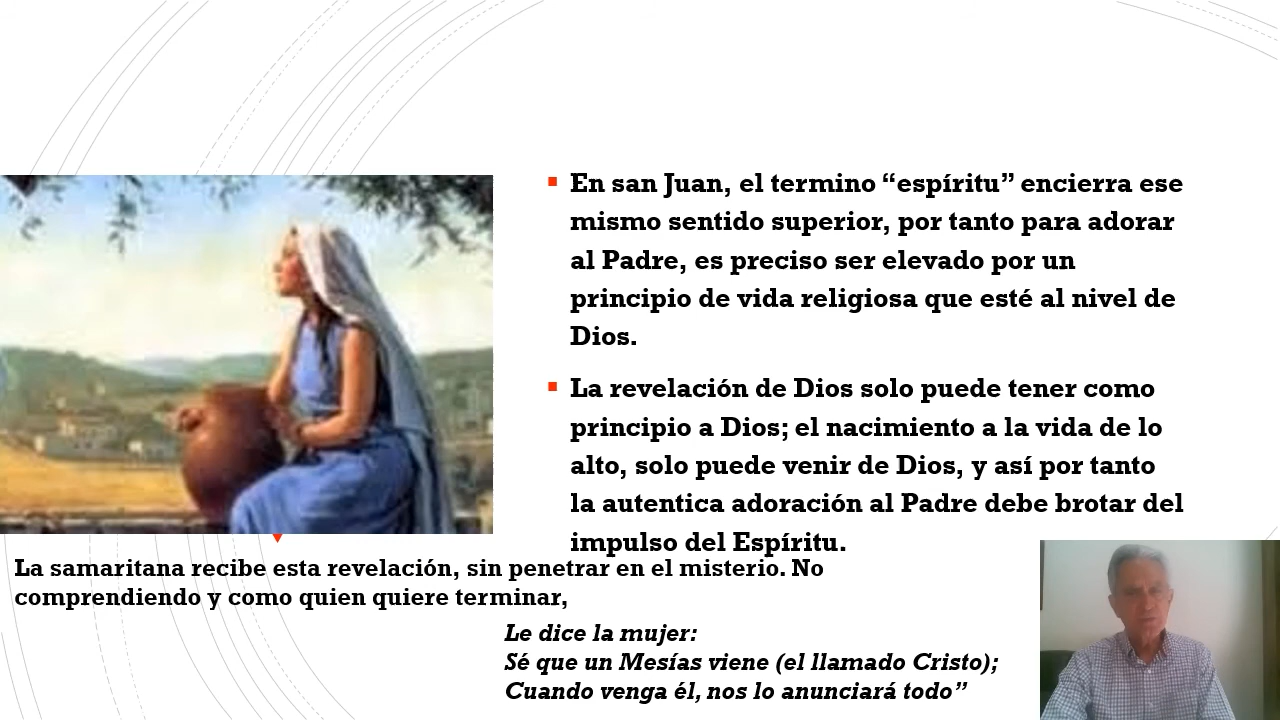 En san Juan, el termino “espíritu” encierra ese
mismo sentido superior, por tanto para adorar
al Padre, es preciso ser elevado por un
principio de vida religiosa que esté al nivel de
Dios.
La revelación de Dios solo puede tener como
principio a Dios; el nacimiento a la vida de lo
alto, solo puede venir de Dios, y así por tanto
la autentica adoración al Padre debe brotar del
impulso del Espíritu.
La samaritana recibe esta revelación, sin penetrar en el misterio. No
comprendiendo y como quien quiere terminar,
Le dice la mujer:
Sé que un Mesías viene (el llamado Cristo);
Cuando venga él, nos lo anunciará todo”